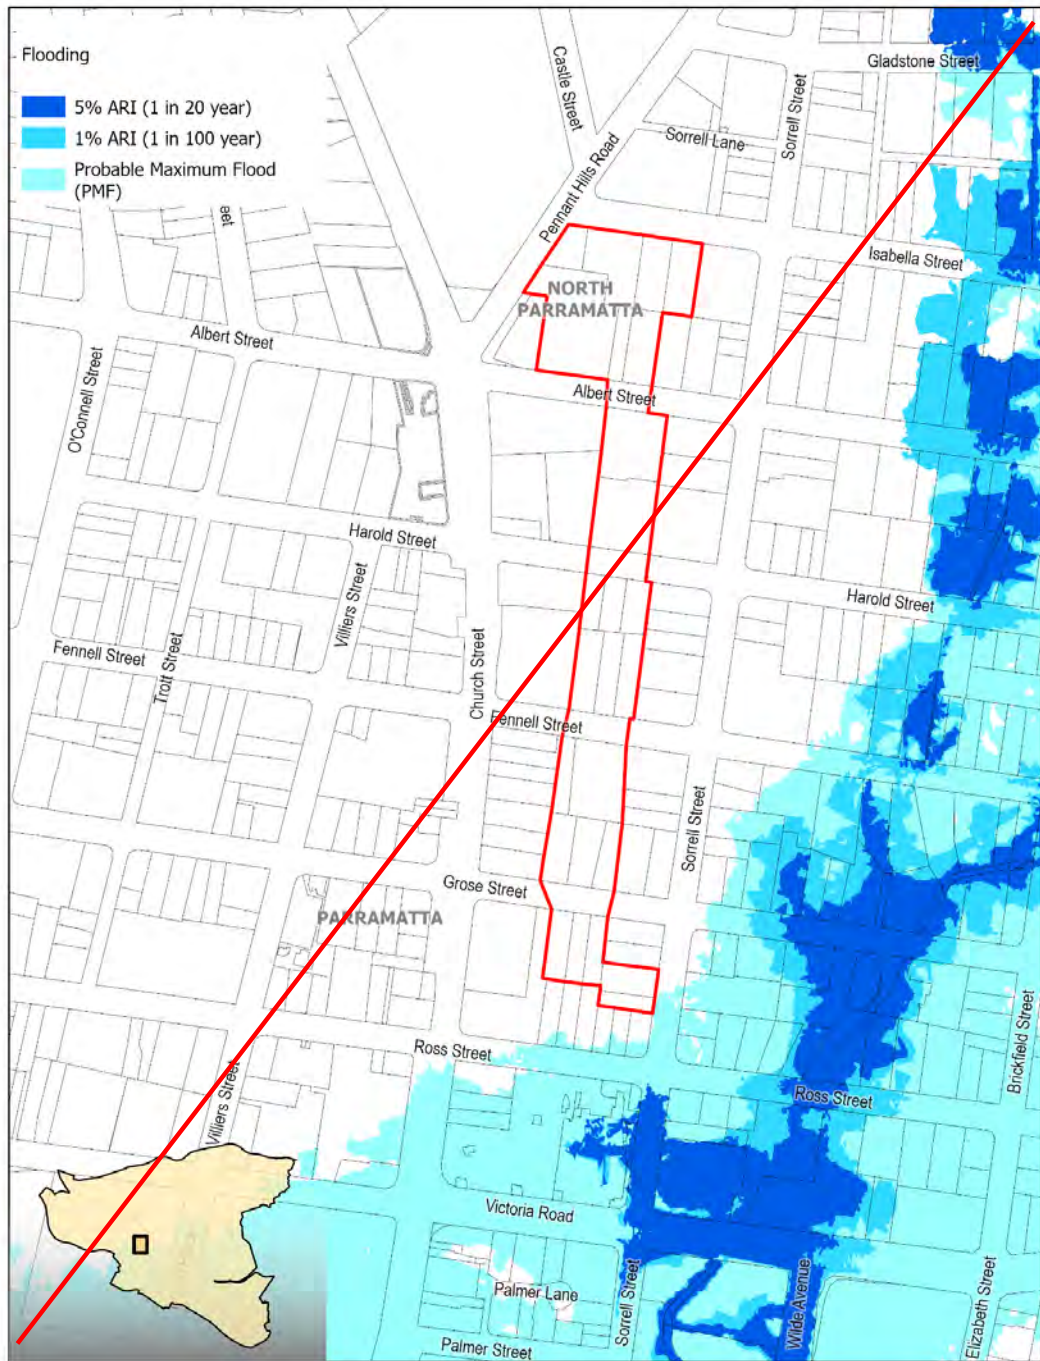 Flooding
5% ARI (1 in 20 year)
1% ARI (1 in 100 year)
Probable Maximum Flood
(PMF)
Gladstone Street
Castle Street
Sorrell Street
Sorrell Lane
Pennant Hills Road
eet
Isabella Street
NORTH
PARRAMATTA
Albert Street
O'Connell Street
Albert Street
Harold Street
Villiers Street
Harold Street
Fennell Street
Trott Street
Church Street
Fennell Street
Sorrell Street
Grose Street
PARRAMATTA
Brickfield Street
Ross Street
Ross Street
Villiers Street
Victoria Road
Palmer Lane
Sorrell Street
Wilde Avenue
Elizabeth Street
Palmer Street